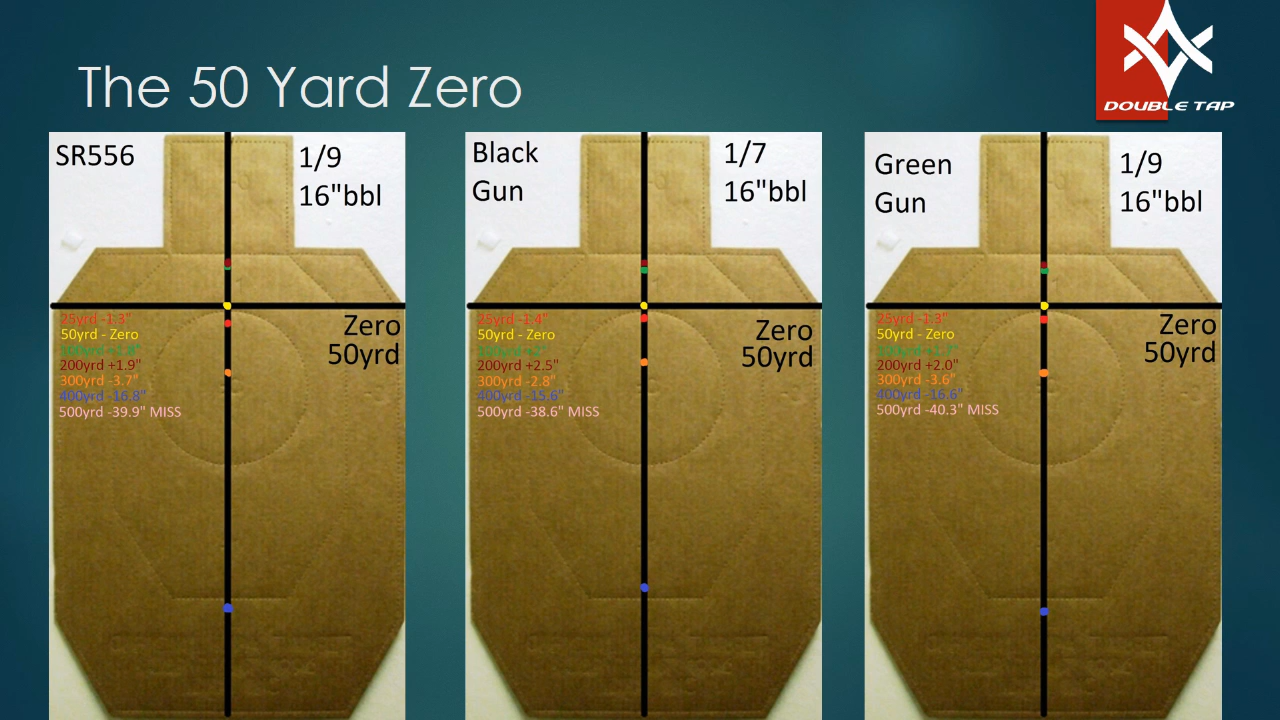 The 50 Yard Zero
DOUBLE TAP
SR556
1/9
16"bbl
25yrd -1.3"
50yrd - Zero
200yrd +1.9"
300yrd -3.7"
400yrd -16.8"
500yrd -39.9" MISS
Zero
50yrd
Black
Gun
1/7
16"bbl
25yrd -1.4"
50yrd - Zero
200yrd +2.5"
300yrd -2.8"
400yrd -15.6"
500yrd -38.6" MISS
Zero
50yrd
Green
Gun
1/9
16"bbl
25yrd -1.3"
50yrd - Zero
200yrd +2.0"
300yrd -3.6"
400yrd -16.6"
500yrd -40.3" MISS
Zero
50yrd